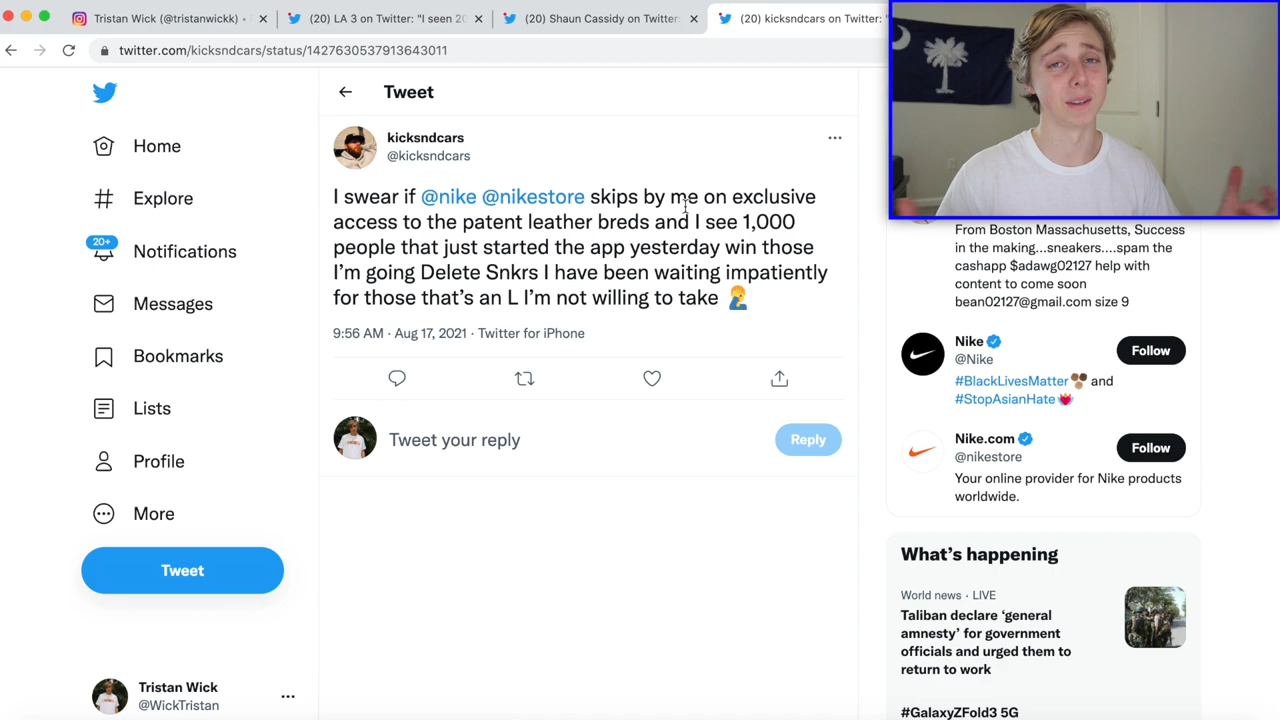 Tristan Wick (@tristanwickk) •
(20) LA 3 on Twitter: "I seen 20
(20) Shaun Cassidy on Twitter:
(20) kicksndcars on Twitter: "
twitter.com/kicksndcars/status/1427630537913643011
Home
Explore
20+
Notifications
Messages
Bookmarks
Lists
Profile
More
Tweet
Tristan Wick
@WickTristan
Tweet
kicksndcars
@kicksndcars
I swear if @nike @nikestore skips by me on exclusive
access to the patent leather breds and I see 1,000
people that just started the app yesterday win those
I'm going Delete Snkrs I have been waiting impatiently
for those that's an L I'm not willing to take 🤦‍♂️
9:56 AM · Aug 17, 2021 · Twitter for iPhone
Tweet your reply
Reply
From Boston Massachusetts, Success
in the making...sneakers....spam the
cashapp $adawg02127 help with
content to come soon
bean02127@gmail.com size 9
Nike
@Nike
Follow
#BlackLivesMatter and
#StopAsianHate
Nike.com
@nikestore
Follow
Your online provider for Nike products
worldwide.
What's happening
World news · LIVE
Taliban declare 'general
amnesty' for government
officials and urged them to
return to work
#GalaxyZFold3 5G